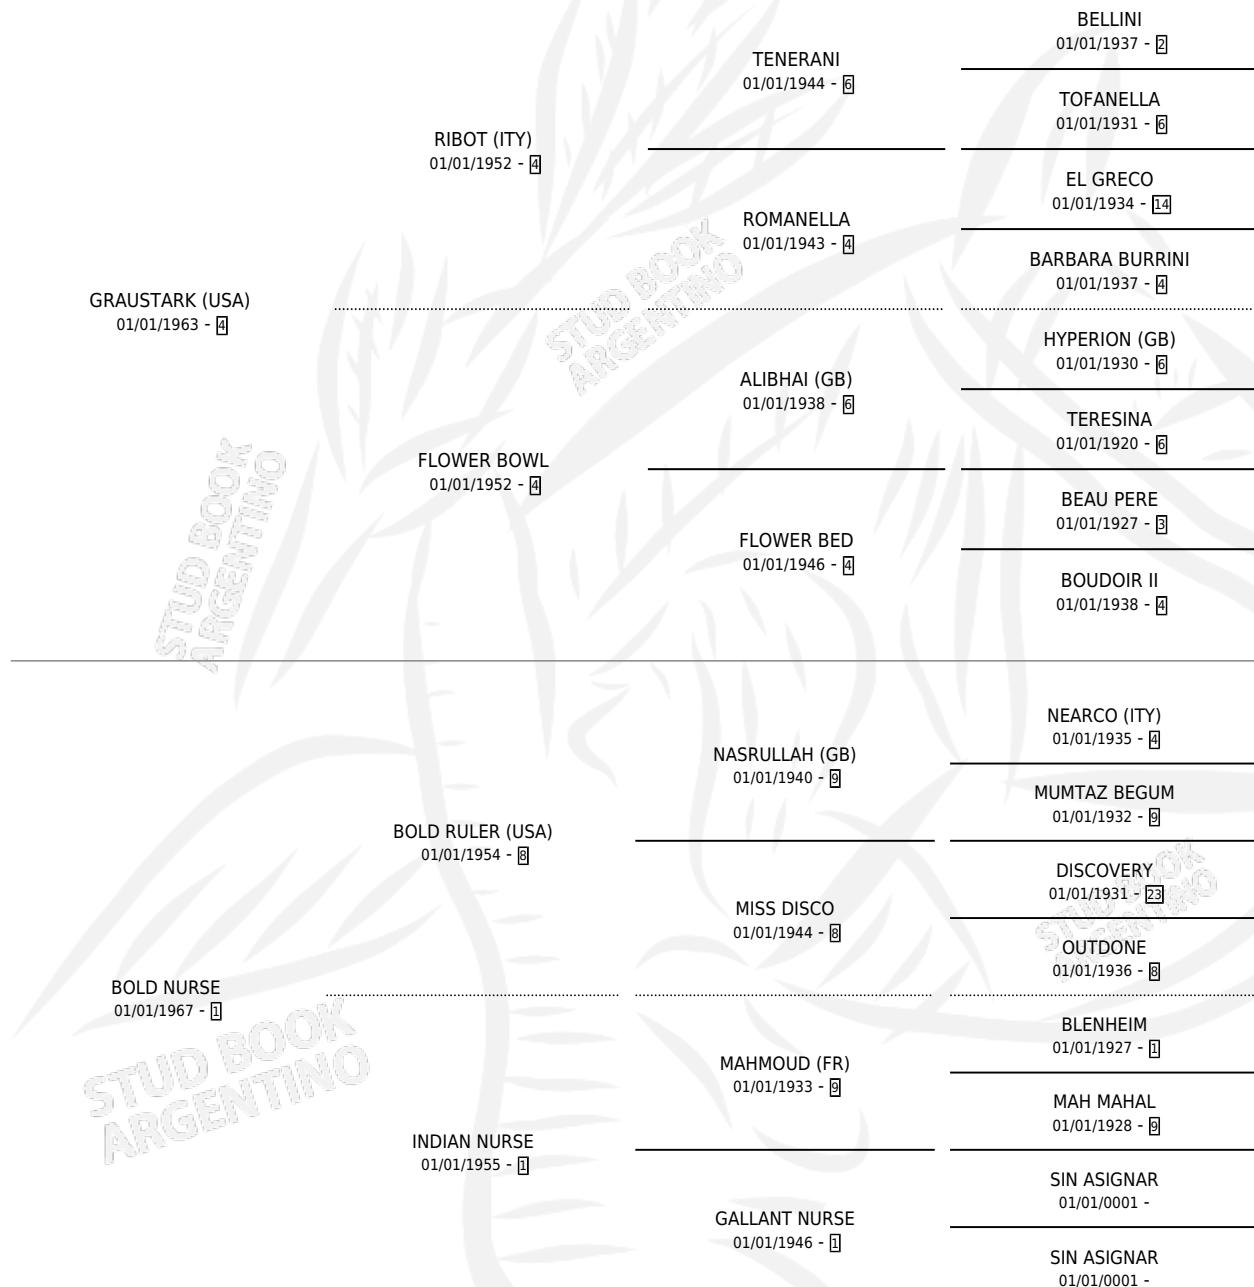 BELLINI
01/01/1937 - 2
TENERANI
01/01/1944 - 6
TOFANELLA
01/01/1931 - 6
RIBOT (ITY)
01/01/1952 - 4
EL GRECO
01/01/1934 - 14
ROMANELLA
01/01/1943 - 4
BARBARA BURRINI
01/01/1937 - 4
GRAUSTARK (USA)
01/01/1963 - 4
HYPERION (GB)
01/01/1930 - 6
ALIBHAI (GB)
01/01/1938 - 6
TERESINA
01/01/1920 - 6
FLOWER BOWL
01/01/1952 - 4
BEAU PERE
01/01/1927 - 3
FLOWER BED
01/01/1946 - 4
BOUDOIR II
01/01/1938 - 4
NEARCO (ITY)
01/01/1935 - 4
NASRULLAH (GB)
01/01/1940 - 9
MUMTAZ BEGUM
01/01/1932 - 9
BOLD RULER (USA)
01/01/1954 - 8
DISCOVERY
01/01/1931 - 23
MISS DISCO
01/01/1944 - 8
OUTDONE
01/01/1936 - 8
BOLD NURSE
01/01/1967 - 1
BLENHEIM
01/01/1927 - 1
MAHMOUD (FR)
01/01/1933 - 9
MAH MAHAL
01/01/1928 - 9
INDIAN NURSE
01/01/1955 - 1
SIN ASIGNAR
01/01/0001 -
GALLANT NURSE
01/01/1946 - 1
SIN ASIGNAR
01/01/0001 -
STUD BOOK
ARGENTINO
STUD BOOK
ARGENTINO
STUD BOOK
ARGENTINO
STUD BOOK
ARGENTINO